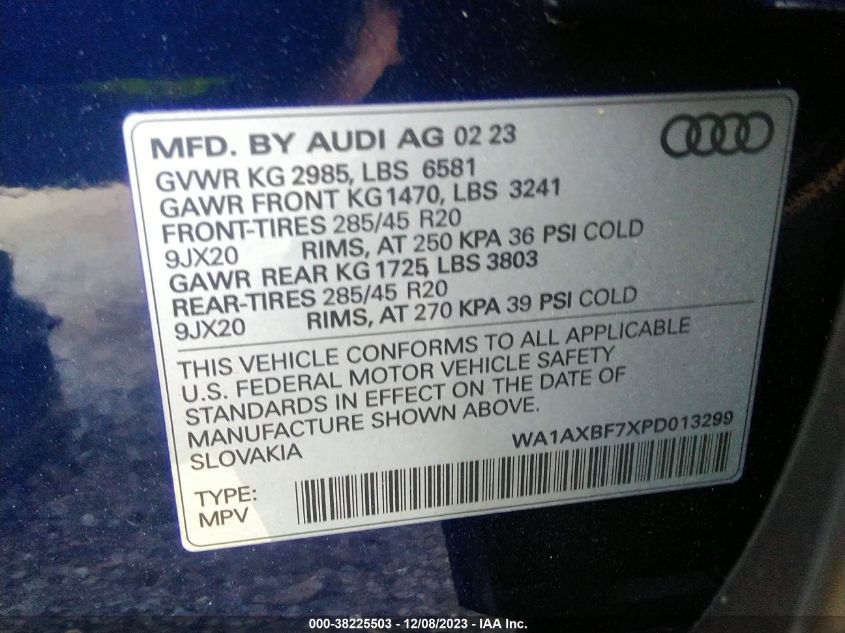 MFD. BY AUDI AG 02 23
GVWR KG 2985, LBS 6581
GAWR FRONT KG1470, LBS 3241
FRONT-TIRES 285/45 R20
9JX20 RIMS, AT 250 KPA 36 PSI COLD
GAWR REAR KG1725, LBS 3803
REAR-TIRES 285/45 R20
9JX20 RIMS, AT 270 KPA 39 PSI COLD
THIS VEHICLE CONFORMS TO ALL APPLICABLE
U.S. FEDERAL MOTOR VEHICLE SAFETY
STANDARDS IN EFFECT ON THE DATE OF
MANUFACTURE SHOWN ABOVE.
SLOVAKIA WA1AXBF7XPD013299
TYPE:
MPV
000-38225503 - 12/08/2023 - IAA Inc.